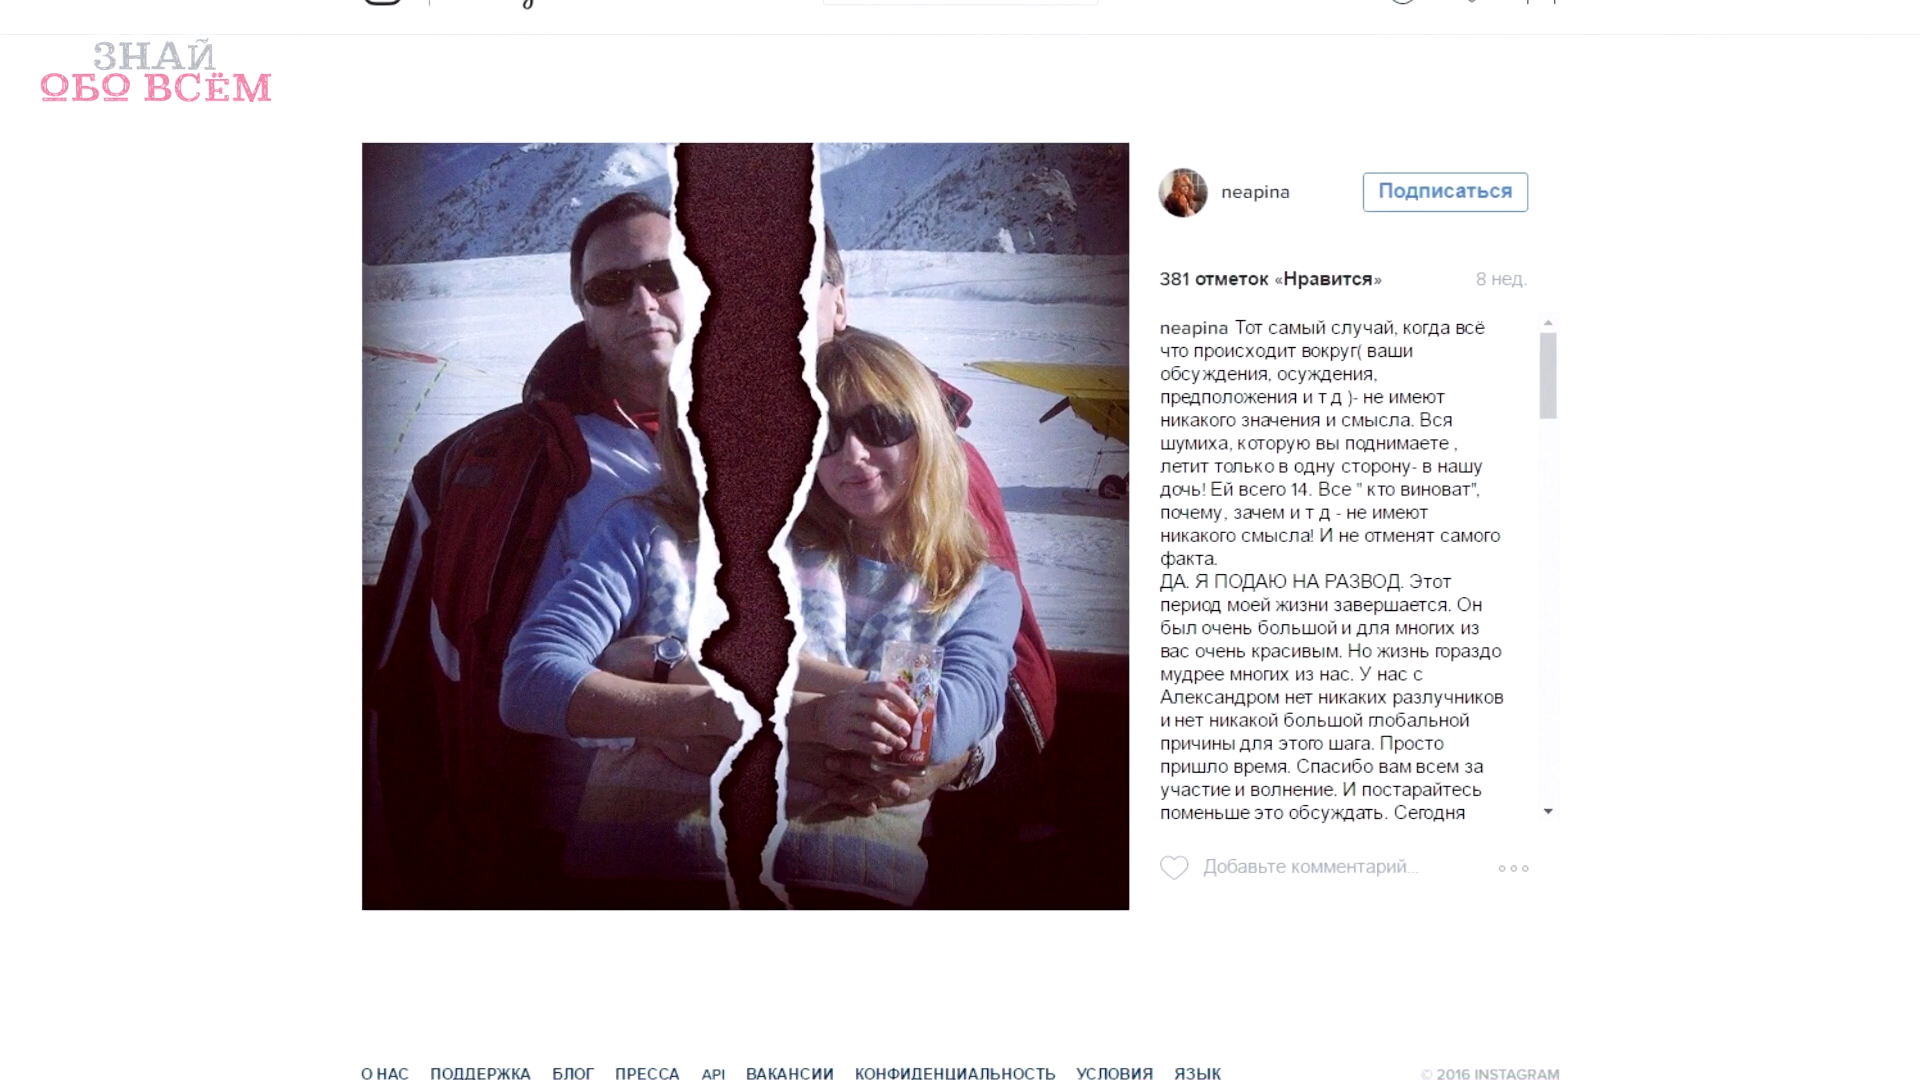 ЗНАЙ
ОБО ВСЁМ
neapina
Подписаться
381 отметок «Нравится»
8 нед.
neapina Тот самый случай, когда всё
что происходит вокруг( ваши
обсуждения, осуждения,
предположения и т д )- не имеют
никакого значения и смысла. Вся
шумиха, которую вы поднимаете ,
летит только в одну сторону- в нашу
дочь! Ей всего 14. Все " кто виноват",
почему, зачем и т д - не имеют
никакого смысла! И не отменят самого
факта.
ДА. Я ПОДАЮ НА РАЗВОД. Этот
период моей жизни завершается. Он
был очень большой и для многих из
вас очень красивым. Но жизнь гораздо
мудрее многих из нас. У нас с
Александром нет никаких разлучников
и нет никакой большой глобальной
причины для этого шага. Просто
пришло время. Спасибо вам всем за
участие и волнение. И постарайтесь
поменьше это обсуждать. Сегодня
Добавьте комментарий...
О НАС ПОДДЕРЖКА БЛОГ ПРЕССА API ВАКАНСИИ КОНФИДЕНЦИАЛЬНОСТЬ УСЛОВИЯ ЯЗЫК
© 2016 INSTAGRAM